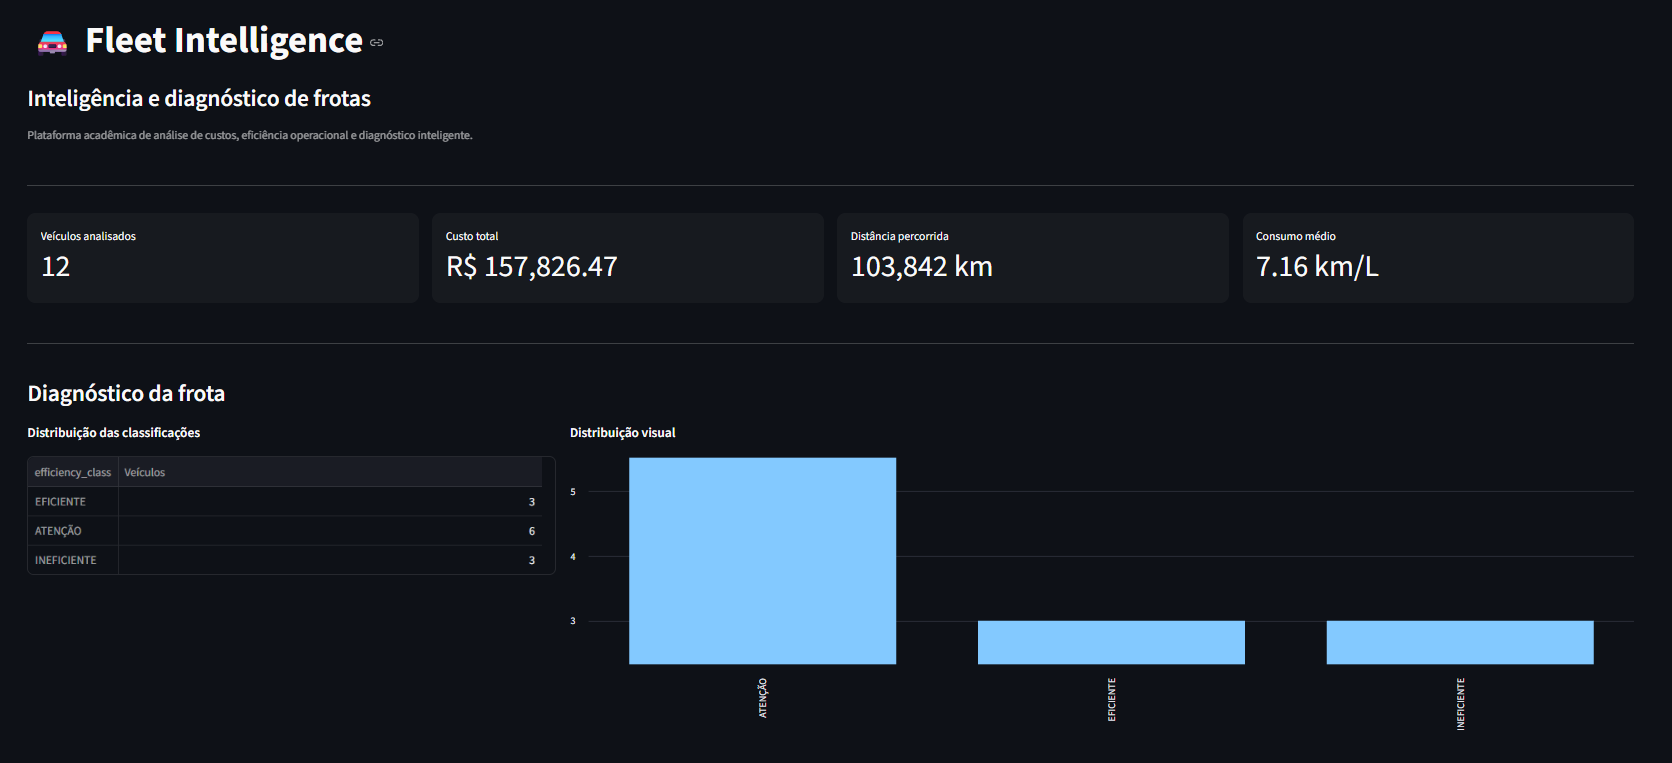 Fleet Intelligence
Inteligência e diagnóstico de frotas
Plataforma acadêmica de análise de custos, eficiência operacional e diagnóstico inteligente.
Veículos analisados
12
Custo total
R$ 157,826.47
Distância percorrida
103,842 km
Consumo médio
7.16 km/L
Diagnóstico da frota
Distribuição das classificações
efficiency_class Veículos
EFICIENTE 3
ATENÇÃO 6
INEFICIENTE 3
Distribuição visual
5
4
3
ATENÇÃO
EFICIENTE
INEFICIENTE